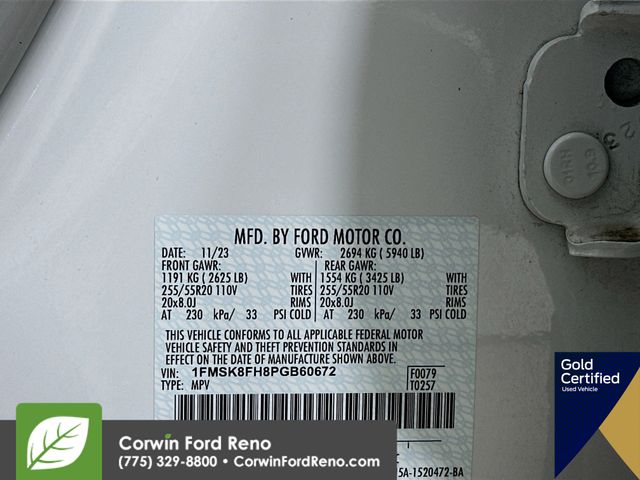 MFD. BY FORD MOTOR CO.
DATE: 11/23 GVWR: 2694 KG ( 5940 LB)
FRONT GAWR: REAR GAWR:
1191 KG ( 2625 LB) WITH 1554 KG ( 3425 LB) WITH
255/55R20 110V TIRES 255/55R20 110V TIRES
20x8.0J RIMS 20x8.0J RIMS
AT 230 kPa/ 33 PSI COLD AT 230 kPa/ 33 PSI COLD
THIS VEHICLE CONFORMS TO ALL APPLICABLE FEDERAL MOTOR
VEHICLE SAFETY AND THEFT PREVENTION STANDARDS IN
EFFECT ON THE DATE OF MANUFACTURE SHOWN ABOVE.
VIN: 1FMSK8FH8PGB60672 F0079
TYPE: MPV T0257
5A-1520472-BA
Gold
Certified
Used Vehicle
Corwin Ford Reno
(775) 329-8800 • CorwinFordReno.com